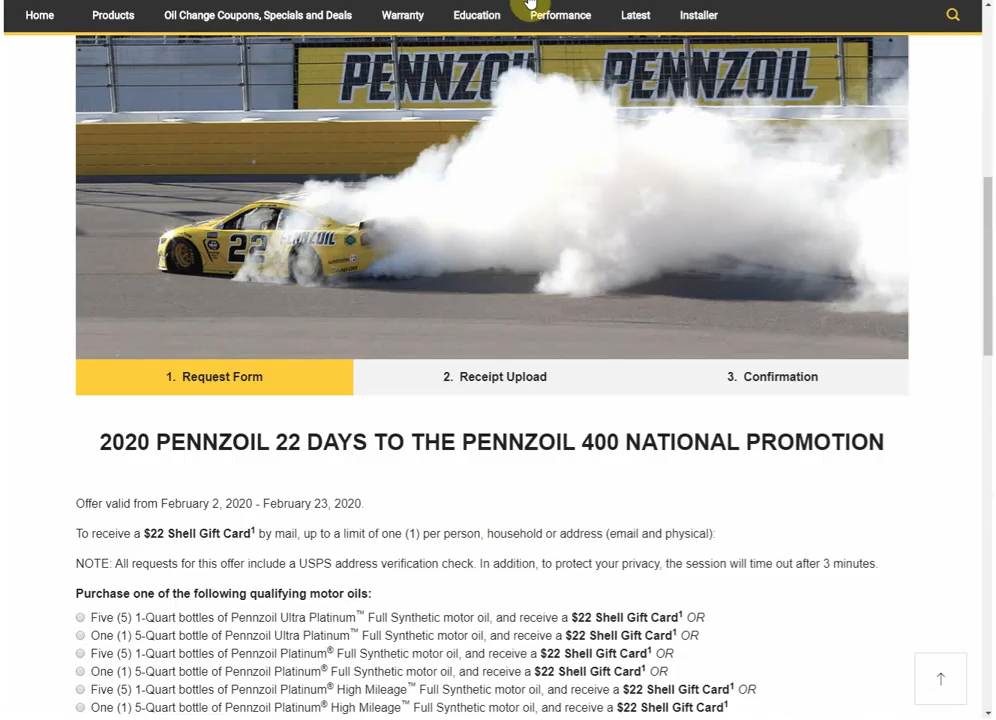 Home Products Oil Change Coupons, Specials and Deals Warranty Education Performance Latest Installer
PENNZOIL PENNZOIL
22 PENNZOIL
1. Request Form 2. Receipt Upload 3. Confirmation
2020 PENNZOIL 22 DAYS TO THE PENNZOIL 400 NATIONAL PROMOTION
Offer valid from February 2, 2020 - February 23, 2020.
To receive a $22 Shell Gift Card¹ by mail, up to a limit of one (1) per person, household or address (email and physical):
NOTE: All requests for this offer include a USPS address verification check. In addition, to protect your privacy, the session will time out after 3 minutes.
Purchase one of the following qualifying motor oils:
Five (5) 1-Quart bottles of Pennzoil Ultra Platinum™ Full Synthetic motor oil, and receive a $22 Shell Gift Card¹ OR
One (1) 5-Quart bottle of Pennzoil Ultra Platinum™ Full Synthetic motor oil, and receive a $22 Shell Gift Card¹ OR
Five (5) 1-Quart bottles of Pennzoil Platinum® Full Synthetic motor oil, and receive a $22 Shell Gift Card¹ OR
One (1) 5-Quart bottle of Pennzoil Platinum® Full Synthetic motor oil, and receive a $22 Shell Gift Card¹ OR
Five (5) 1-Quart bottles of Pennzoil Platinum® High Mileage™ Full Synthetic motor oil, and receive a $22 Shell Gift Card¹ OR
One (1) 5-Quart bottle of Pennzoil Platinum® High Mileage™ Full Synthetic motor oil, and receive a $22 Shell Gift Card¹